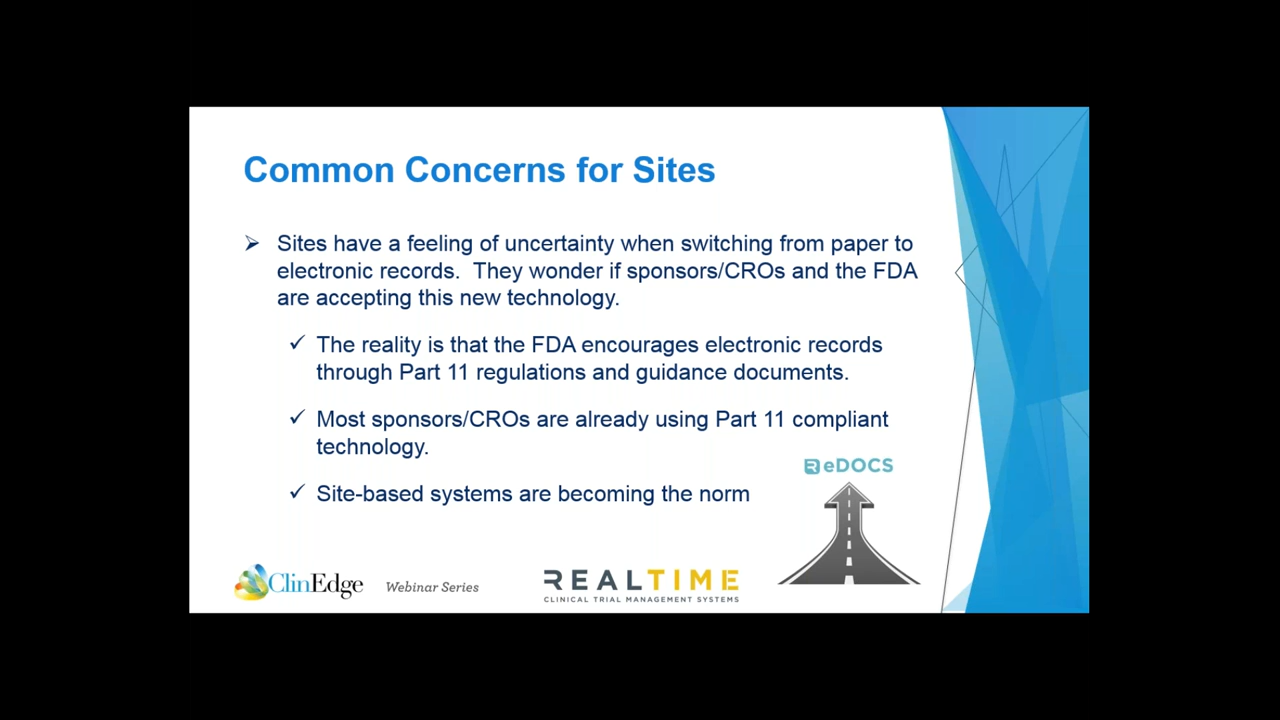 Common Concerns for Sites
Sites have a feeling of uncertainty when switching from paper to
electronic records.  They wonder if sponsors/CROs and the FDA
are accepting this new technology.
The reality is that the FDA encourages electronic records
through Part 11 regulations and guidance documents.
Most sponsors/CROs are already using Part 11 compliant
technology.
eDOCS
Site-based systems are becoming the norm
ClinEdge Webinar Series
REALTIME
CLINICAL TRIAL MANAGEMENT SYSTEMS